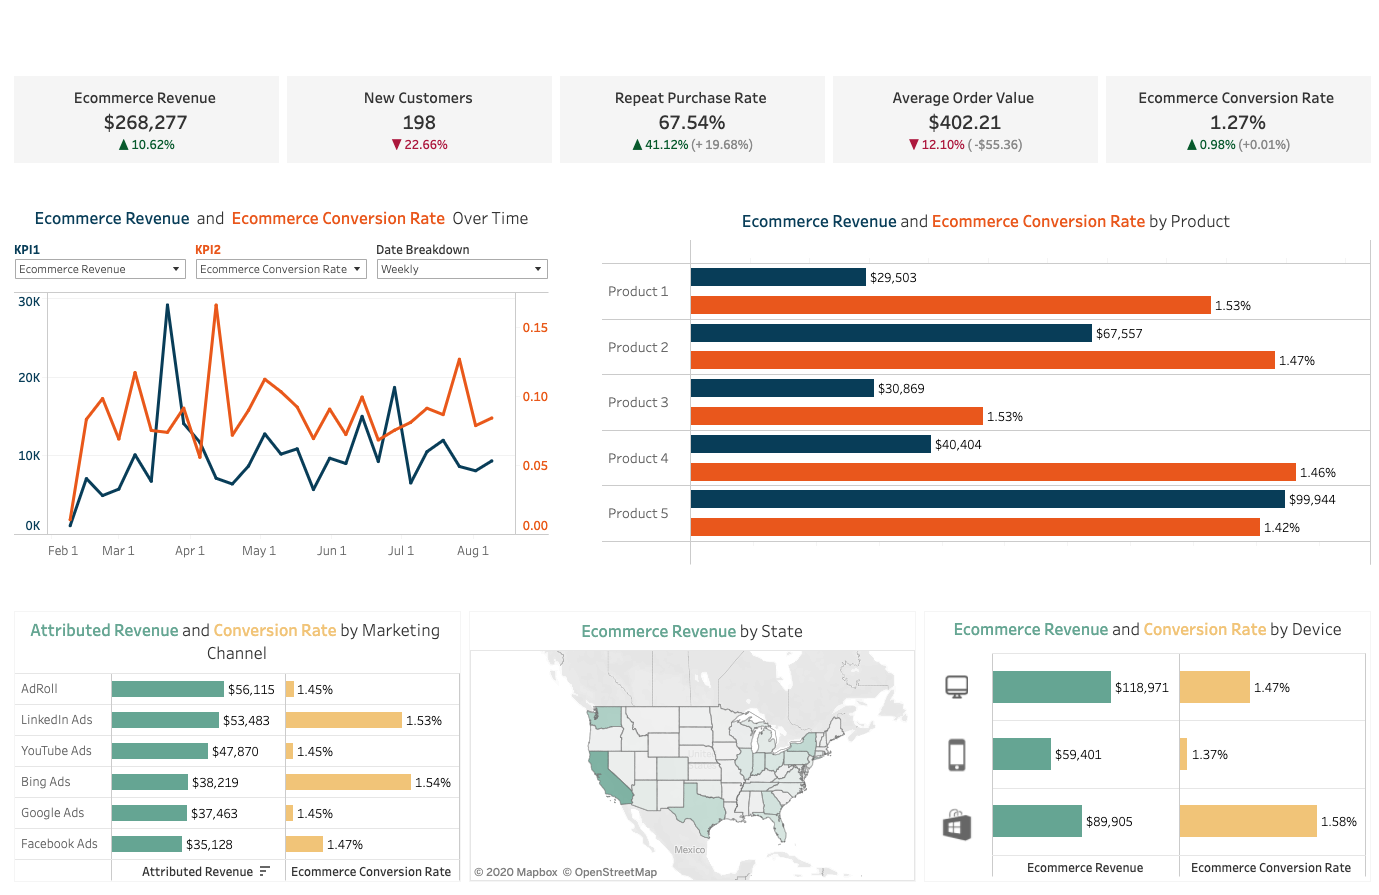 Ecommerce Revenue
$268,277
▲ 10.62%
New Customers
198
▼ 22.66%
Repeat Purchase Rate
67.54%
▲ 41.12% (+ 19.68%)
Average Order Value
$402.21
▼ 12.10% ( -$55.36)
Ecommerce Conversion Rate
1.27%
▲ 0.98% (+0.01%)
Ecommerce Revenue and Ecommerce Conversion Rate Over Time
KPI1 KPI2 Date Breakdown
Ecommerce Revenue Ecommerce Conversion Rate Weekly
30K
20K
10K
0K
0.15
0.10
0.05
0.00
Feb 1 Mar 1 Apr 1 May 1 Jun 1 Jul 1 Aug 1
Ecommerce Revenue and Ecommerce Conversion Rate by Product
Product 1
$29,503
1.53%
Product 2
$67,557
1.47%
Product 3
$30,869
1.53%
Product 4
$40,404
1.46%
Product 5
$99,944
1.42%
Attributed Revenue and Conversion Rate by Marketing
Channel
AdRoll $56,115 1.45%
LinkedIn Ads $53,483 1.53%
YouTube Ads $47,870 1.45%
Bing Ads $38,219 1.54%
Google Ads $37,463 1.45%
Facebook Ads $35,128 1.47%
Attributed Revenue Ecommerce Conversion Rate
Ecommerce Revenue by State
Mexico
© 2020 Mapbox © OpenStreetMap
Ecommerce Revenue and Conversion Rate by Device
$118,971 1.47%
$59,401 1.37%
$89,905 1.58%
Ecommerce Revenue Ecommerce Conversion Rate